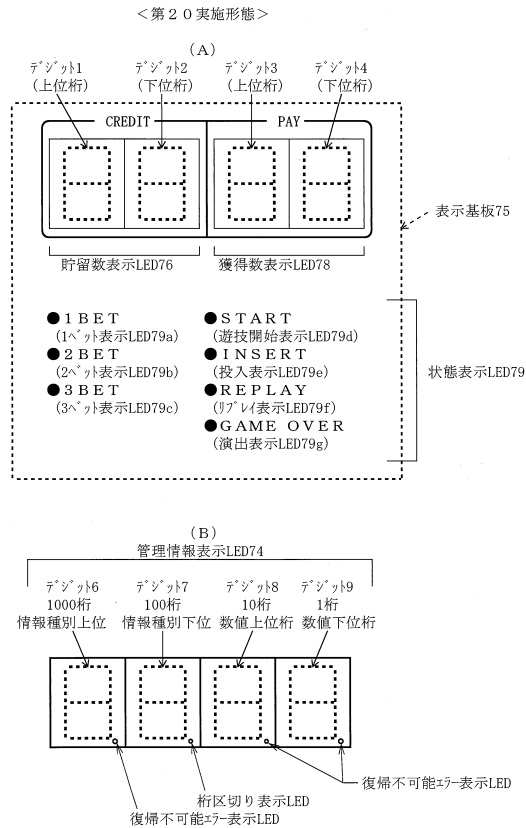 ＜第２０実施形態＞
（Ａ）
ﾃﾞｼﾞｯﾄ1 ﾃﾞｼﾞｯﾄ2 ﾃﾞｼﾞｯﾄ3 ﾃﾞｼﾞｯﾄ4
(上位桁) (下位桁) (上位桁) (下位桁)
CREDIT PAY
表示基板75
貯留数表示LED76 獲得数表示LED78
●１BET ●START
(1ﾍﾞｯﾄ表示LED79a) (遊技開始表示LED79d)
●２BET ●INSERT
(2ﾍﾞｯﾄ表示LED79b) (投入表示LED79e)
状態表示LED79
●３BET ●REPLAY
(3ﾍﾞｯﾄ表示LED79c) (ﾘﾌﾟﾚｲ表示LED79f)
●GAME OVER
(演出表示LED79g)
（Ｂ）
管理情報表示LED74
ﾃﾞｼﾞｯﾄ6 ﾃﾞｼﾞｯﾄ7 ﾃﾞｼﾞｯﾄ8 ﾃﾞｼﾞｯﾄ9
1000桁 100桁 10桁 1桁
情報種別上位 情報種別下位 数値上位桁 数値下位桁
復帰不可能ｴﾗｰ表示LED
桁区切り表示LED
復帰不可能ｴﾗｰ表示LED